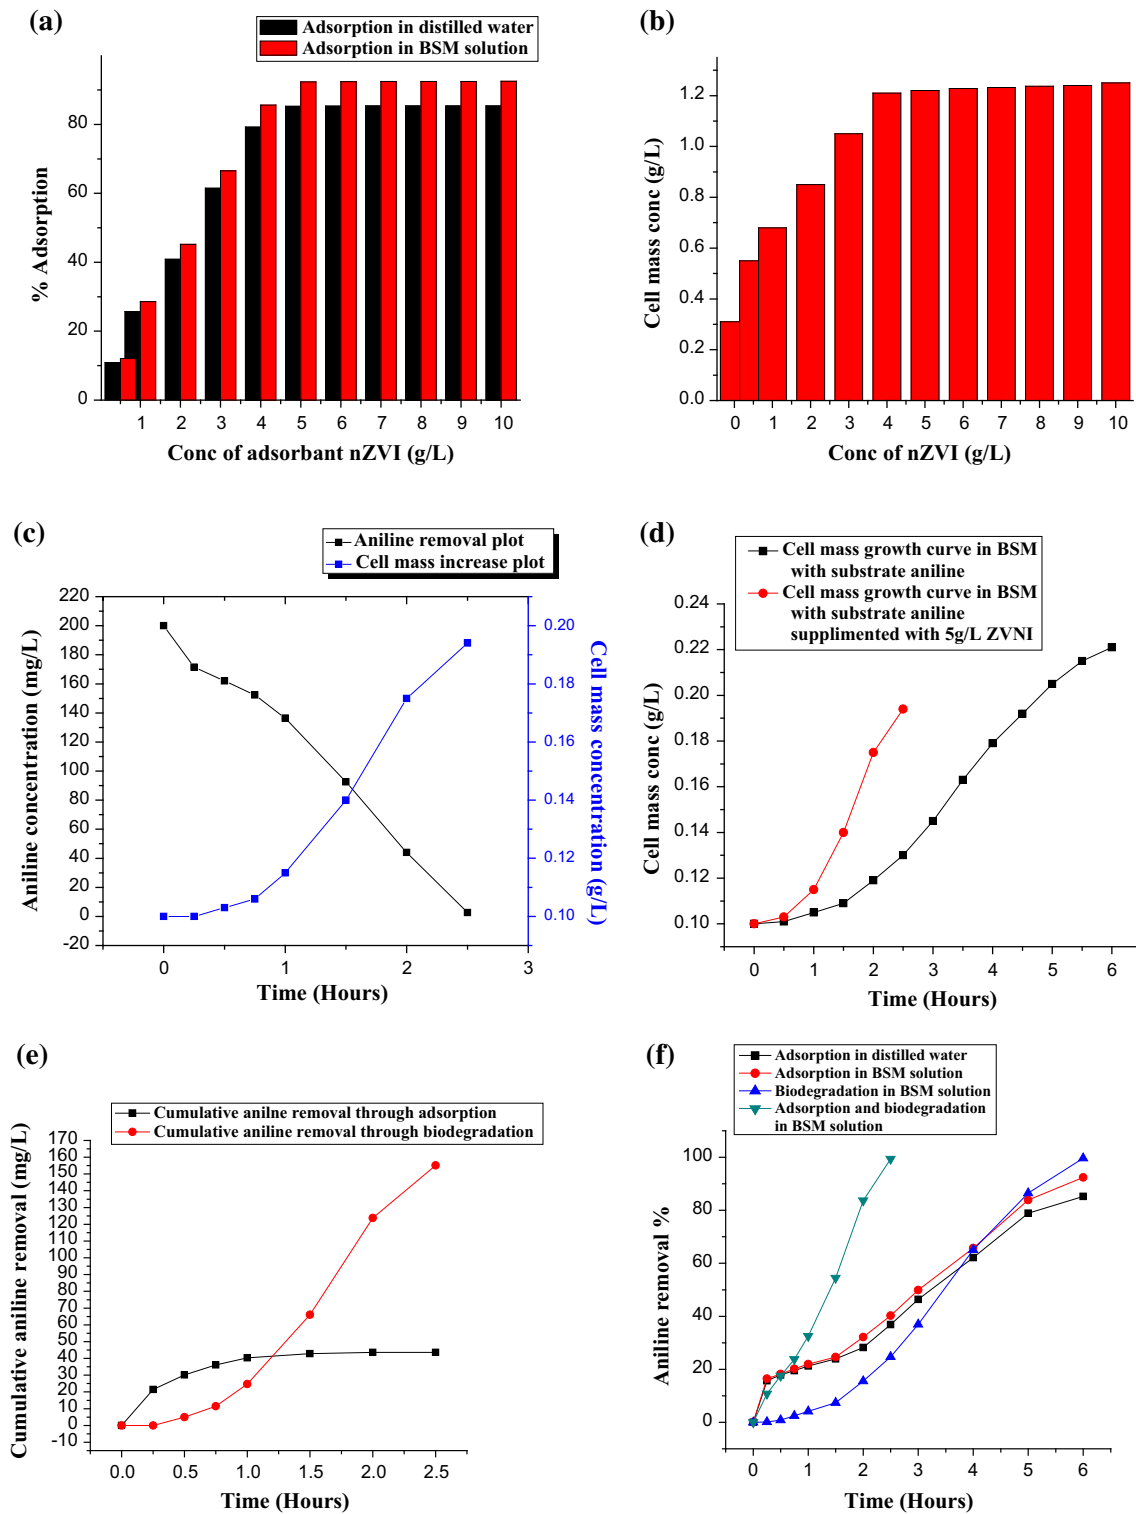 (a)
Adsorption in distilled water
Adsorption in BSM solution
% Adsorption
80
60
40
20
0
1 2 3 4 5 6 7 8 9 10
Conc of adsorbant nZVI (g/L)
(b)
Cell mass conc (g/L)
1.2
1.0
0.8
0.6
0.4
0.2
0.0
0 1 2 3 4 5 6 7 8 9 10
Conc of nZVI (g/L)
(c)
Aniline removal plot
Cell mass increase plot
Aniline concentration (mg/L)
220
200
180
160
140
120
100
80
60
40
20
0
-20
0.20
0.18
0.16
0.14
0.12
0.10
Cell mass concentration (g/L)
0 1 2 3
Time (Hours)
(d)
Cell mass growth curve in BSM
with substrate aniline
Cell mass growth curve in BSM
with substrate aniline
supplimented with 5g/L ZVNI
Cell mass conc (g/L)
0.24
0.22
0.20
0.18
0.16
0.14
0.12
0.10
0 1 2 3 4 5 6
Time (Hours)
(e)
Cumulative anilne removal through adsorption
Cumulative aniline removal through biodegradation
Cumulative aniline removal (mg/L)
170
160
150
140
130
120
110
100
90
80
70
60
50
40
30
20
10
0
-10
0.0 0.5 1.0 1.5 2.0 2.5
Time (Hours)
(f)
Adsorption in distilled water
Adsorption in BSM solution
Biodegradation in BSM solution
Adsorption and biodegradation
in BSM solution
Aniline removal %
100
80
60
40
20
0
0 1 2 3 4 5 6
Time (Hours)